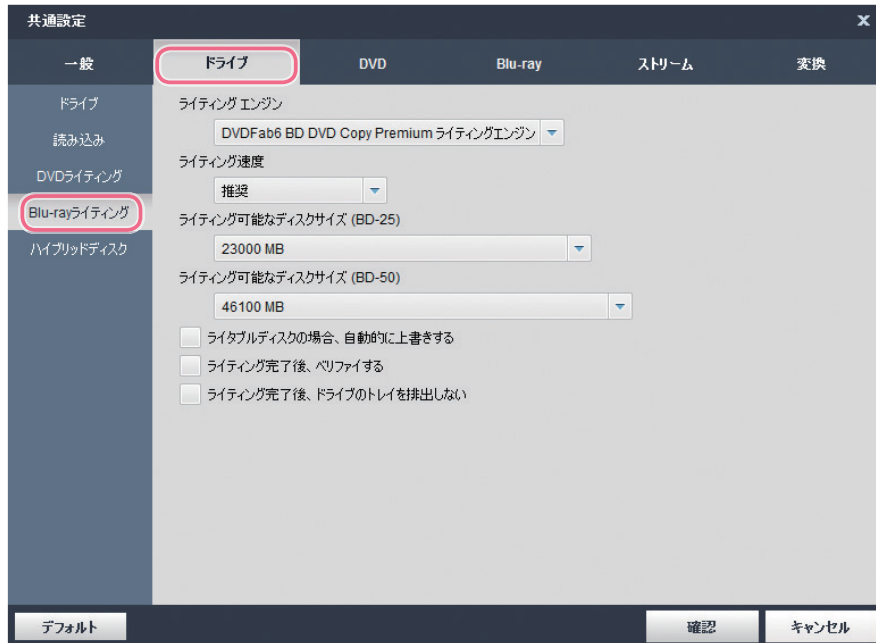 共通設定
x
一般 ドライブ DVD Blu-ray ストリーム 変換
ドライブ
読み込み
DVDライティング
Blu-rayライティング
ハイブリッドディスク
ライティング エンジン
DVDFab6 BD DVD Copy Premium ライティングエンジン
ライティング速度
推奨
ライティング可能なディスクサイズ (BD-25)
23000 MB
ライティング可能なディスクサイズ (BD-50)
46100 MB
ライタブルディスクの場合、自動的に上書きする
ライティング完了後、ベリファイする
ライティング完了後、ドライブのトレイを排出しない
デフォルト 確認 キャンセル